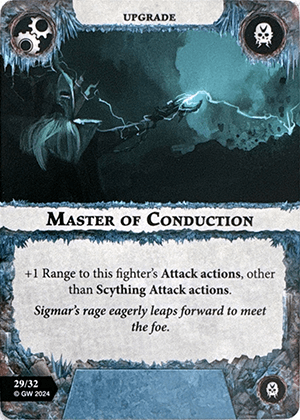 UPGRADE
MASTER OF CONDUCTION
+1 Range to this fighter's Attack actions, other
than Scything Attack actions.
Sigmar's rage eagerly leaps forward to meet
the foe.
29/32
© GW 2024